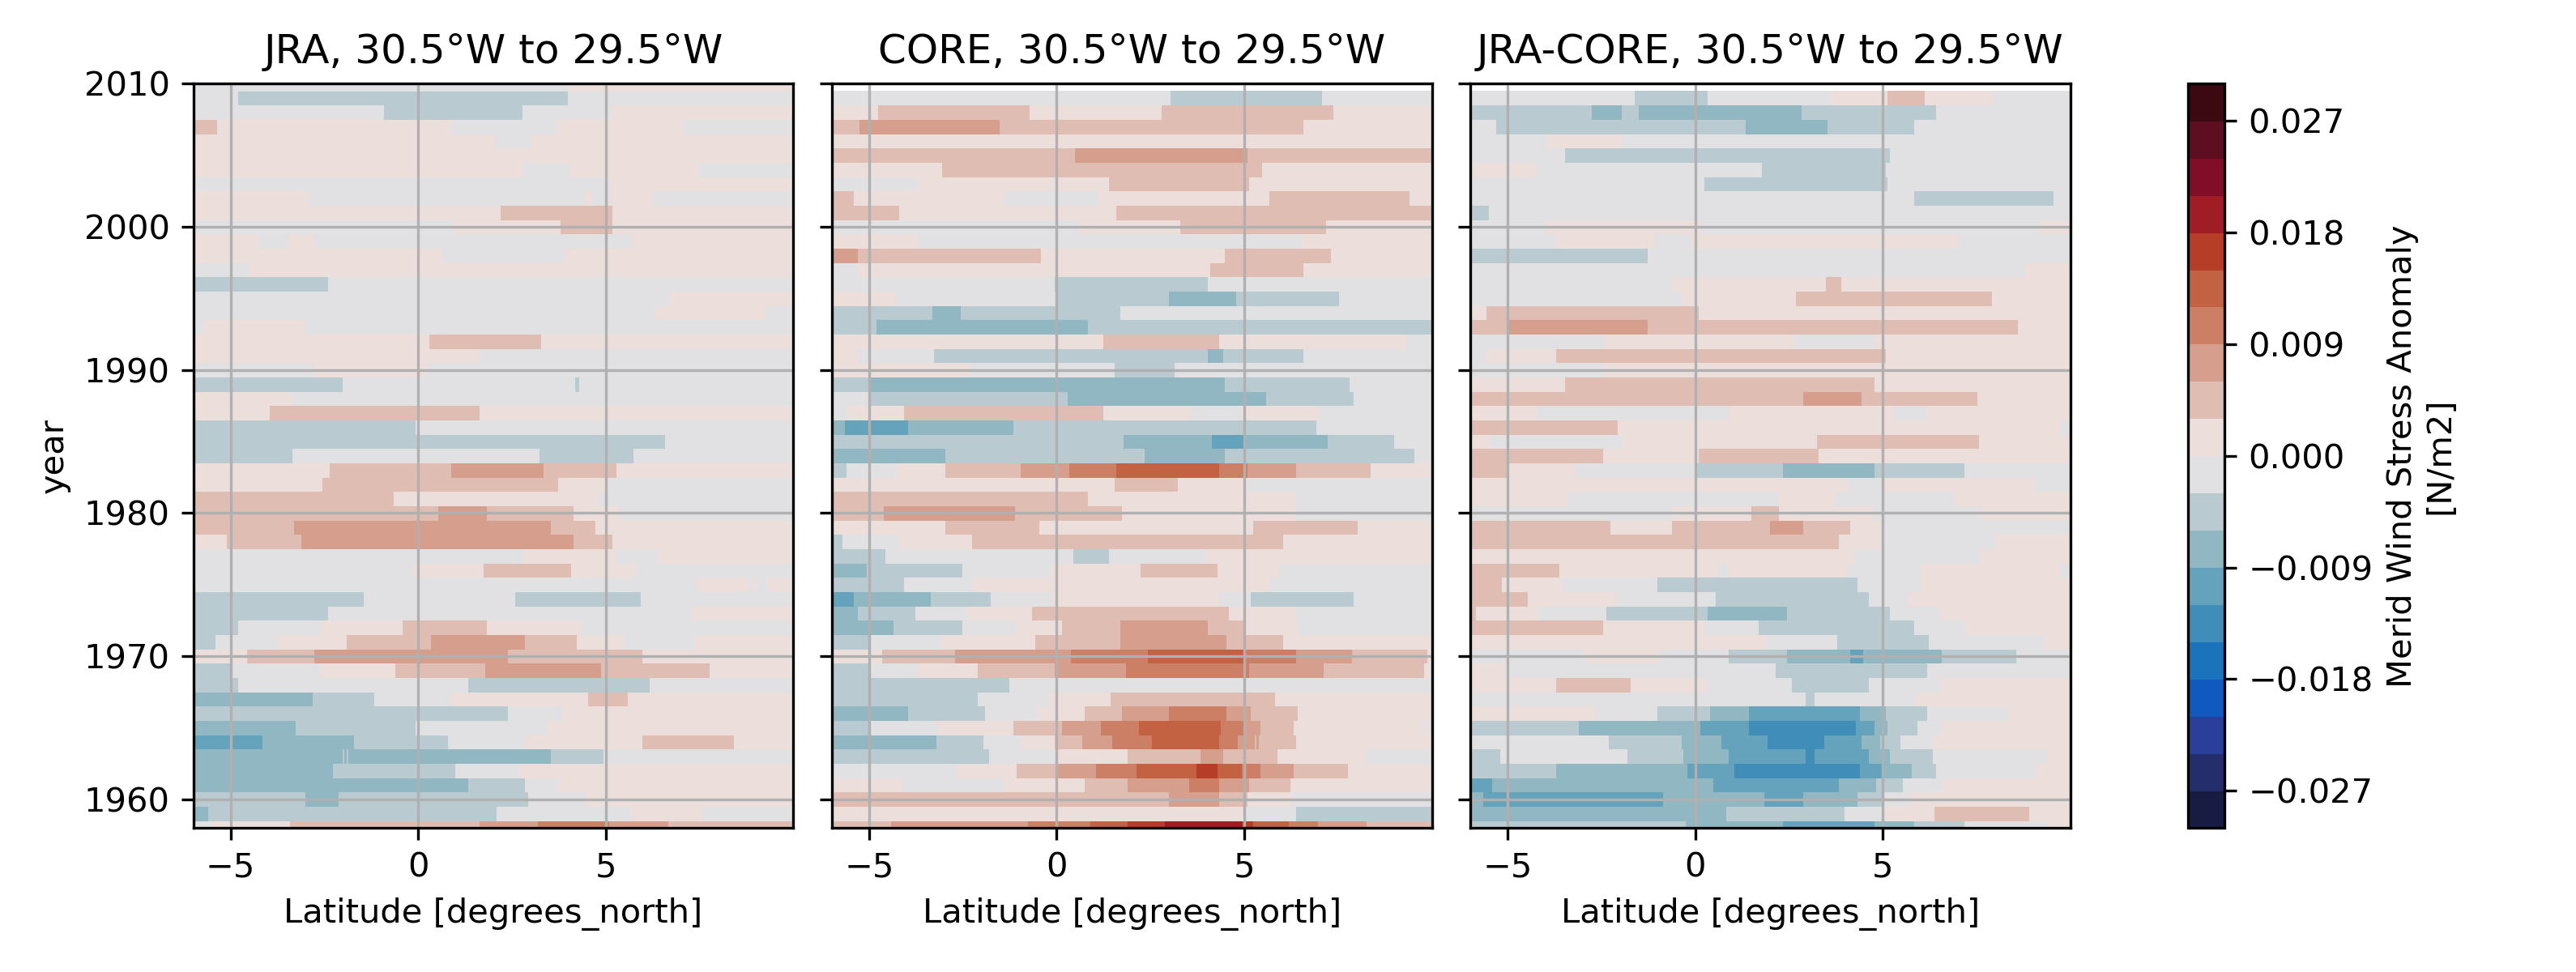 JRA, 30.5°W to 29.5°W
CORE, 30.5°W to 29.5°W
JRA-CORE, 30.5°W to 29.5°W
year
2010
2000
1990
1980
1970
1960
−5 0 5
−5 0 5
−5 0 5
Latitude [degrees_north]
Latitude [degrees_north]
Latitude [degrees_north]
0.027
0.018
0.009
0.000
−0.009
−0.018
−0.027
Merid Wind Stress Anomaly
[N/m2]